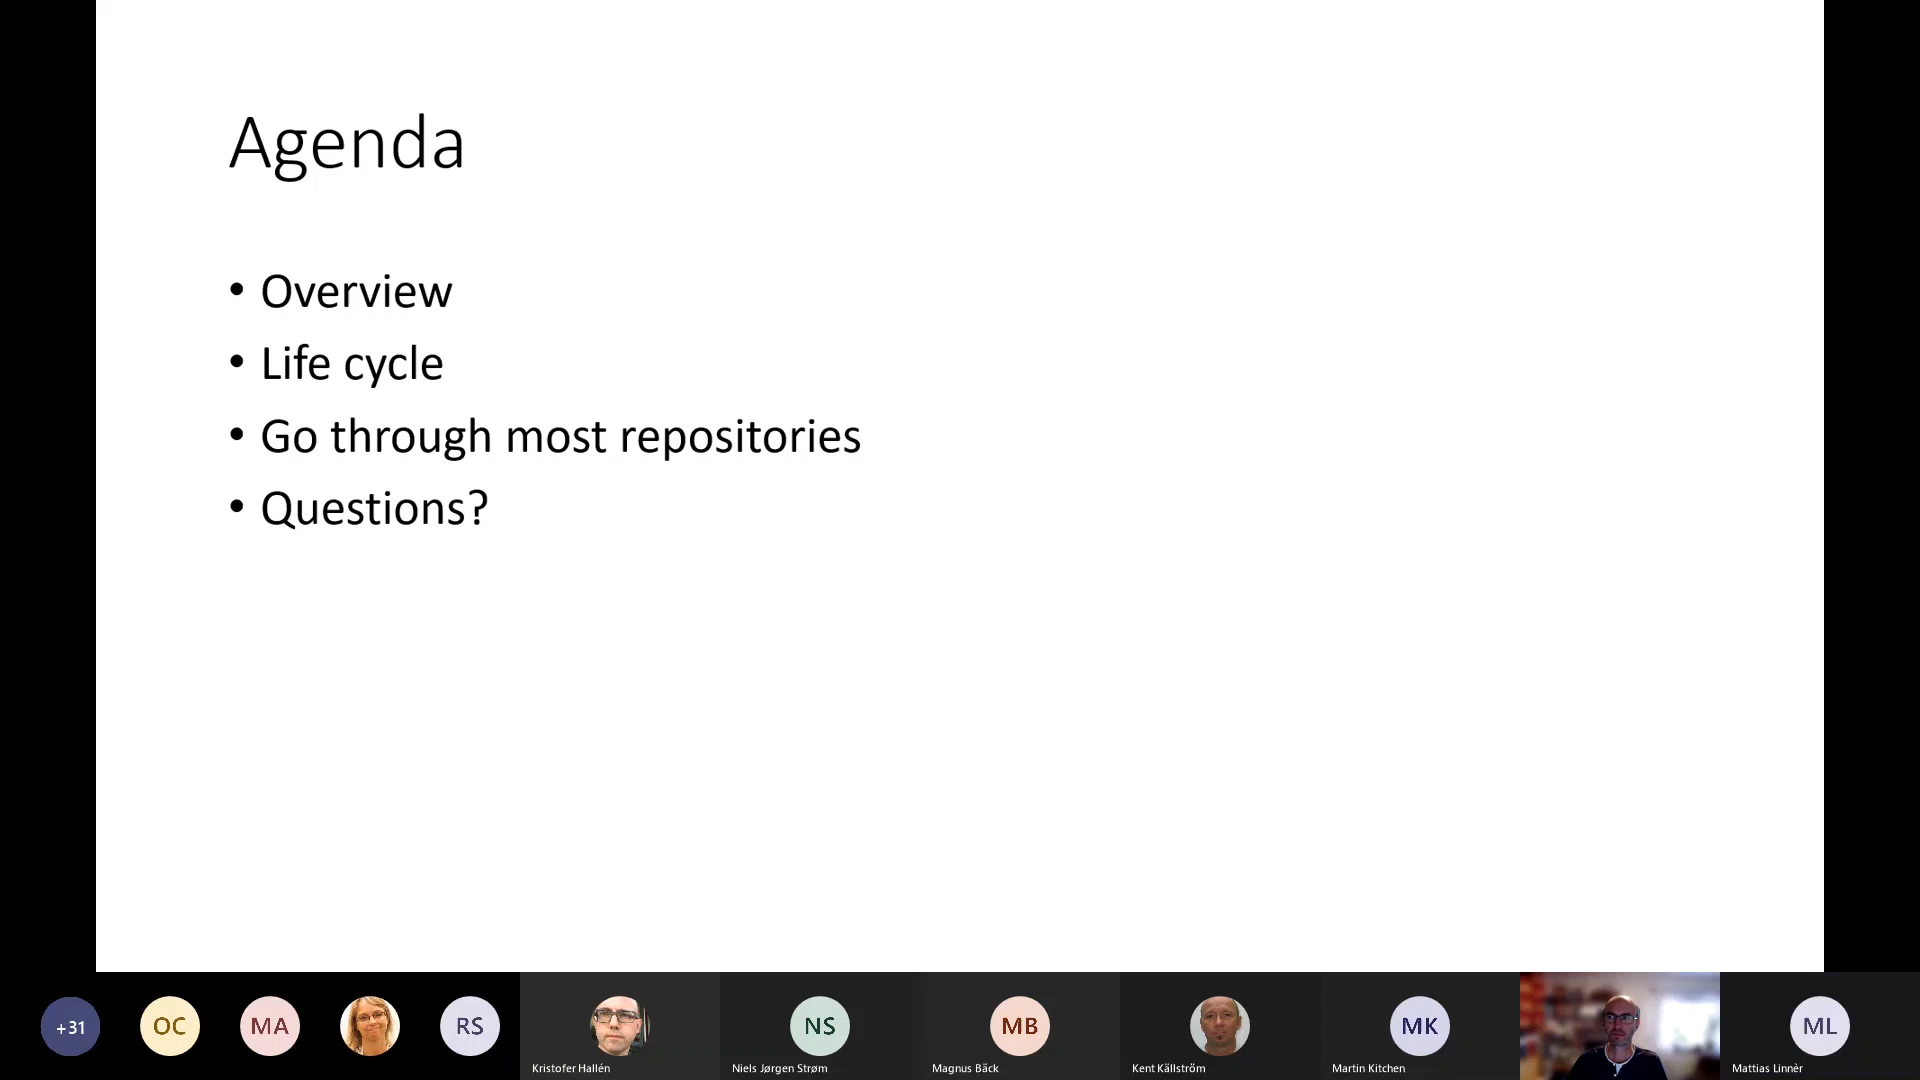 Agenda
• Overview
• Life cycle
• Go through most repositories
• Questions?
+31
OC
MA
RS
NS
MB
MK
ML
Kristofer Hallén
Niels Jørgen Strøm
Magnus Bäck
Kent Källström
Martin Kitchen
Mattias Linnèr